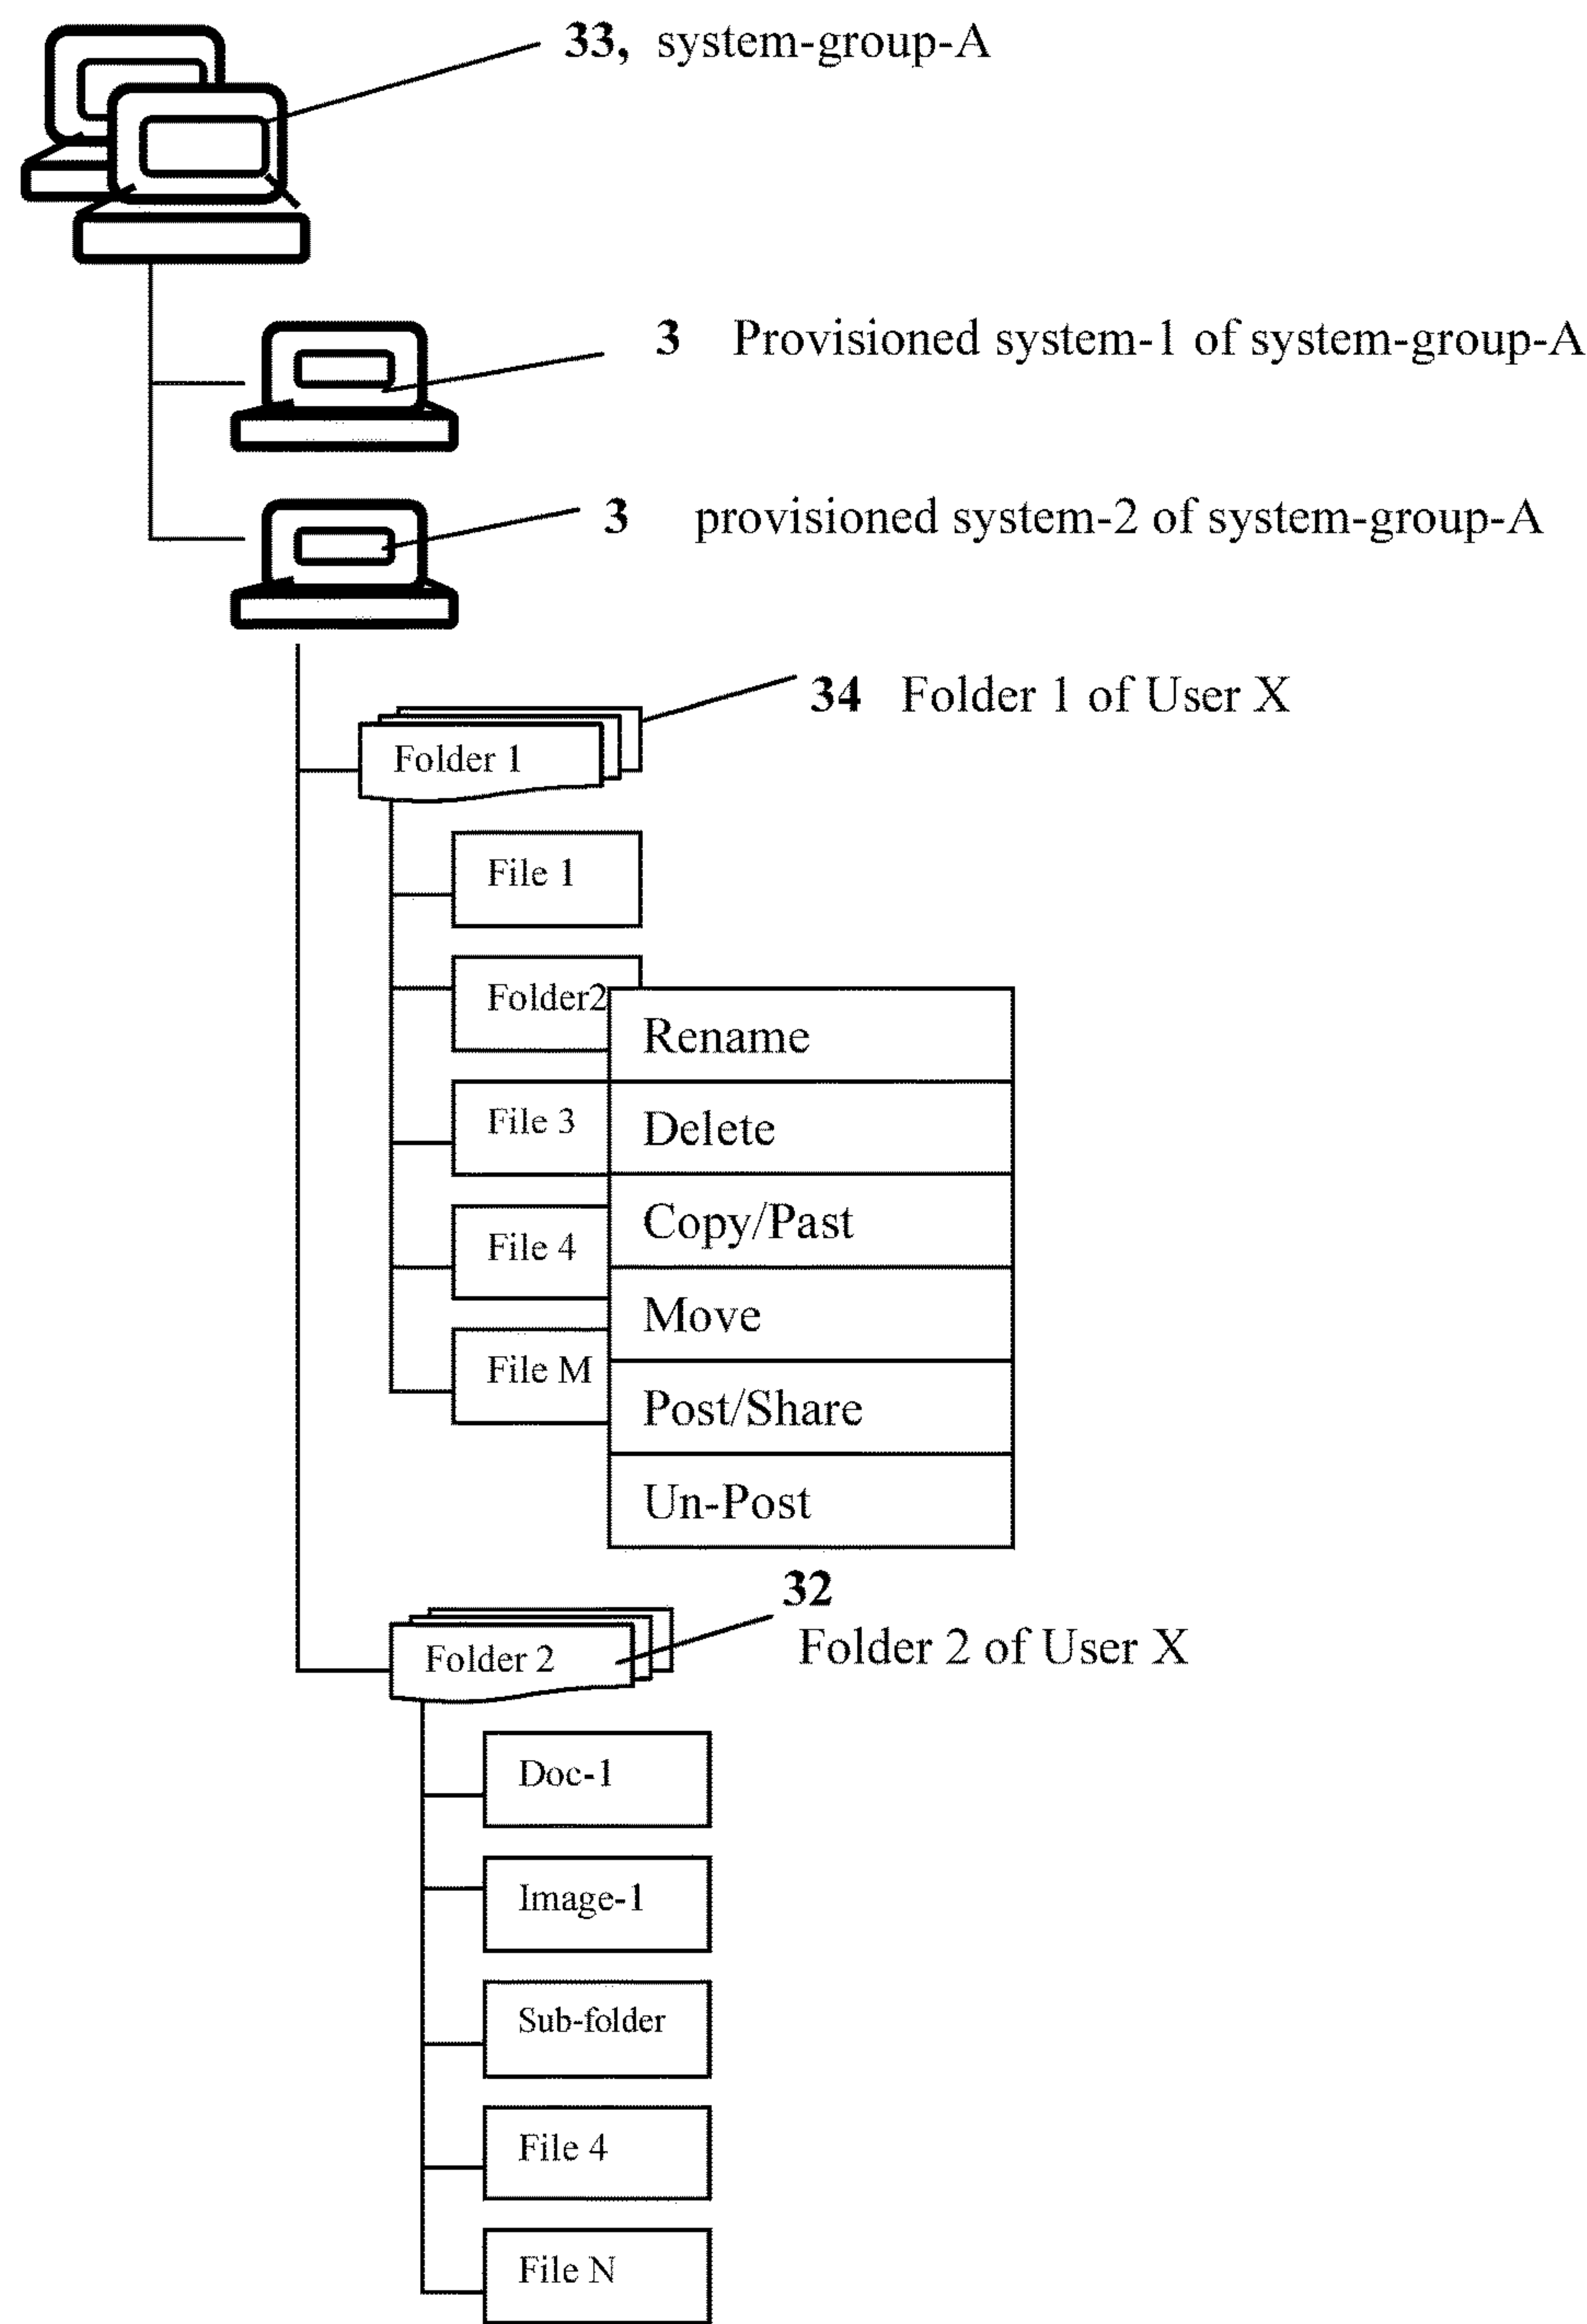 33, system-group-A
3 Provisioned system-1 of system-group-A
3 provisioned system-2 of system-group-A
34 Folder 1 of User X
Folder 1
File 1
Folder2
Rename
File 3
Delete
Copy/Past
File 4
Move
File M
Post/Share
Un-Post
32
Folder 2 of User X
Folder 2
Doc-1
Image-1
Sub-folder
File 4
File N